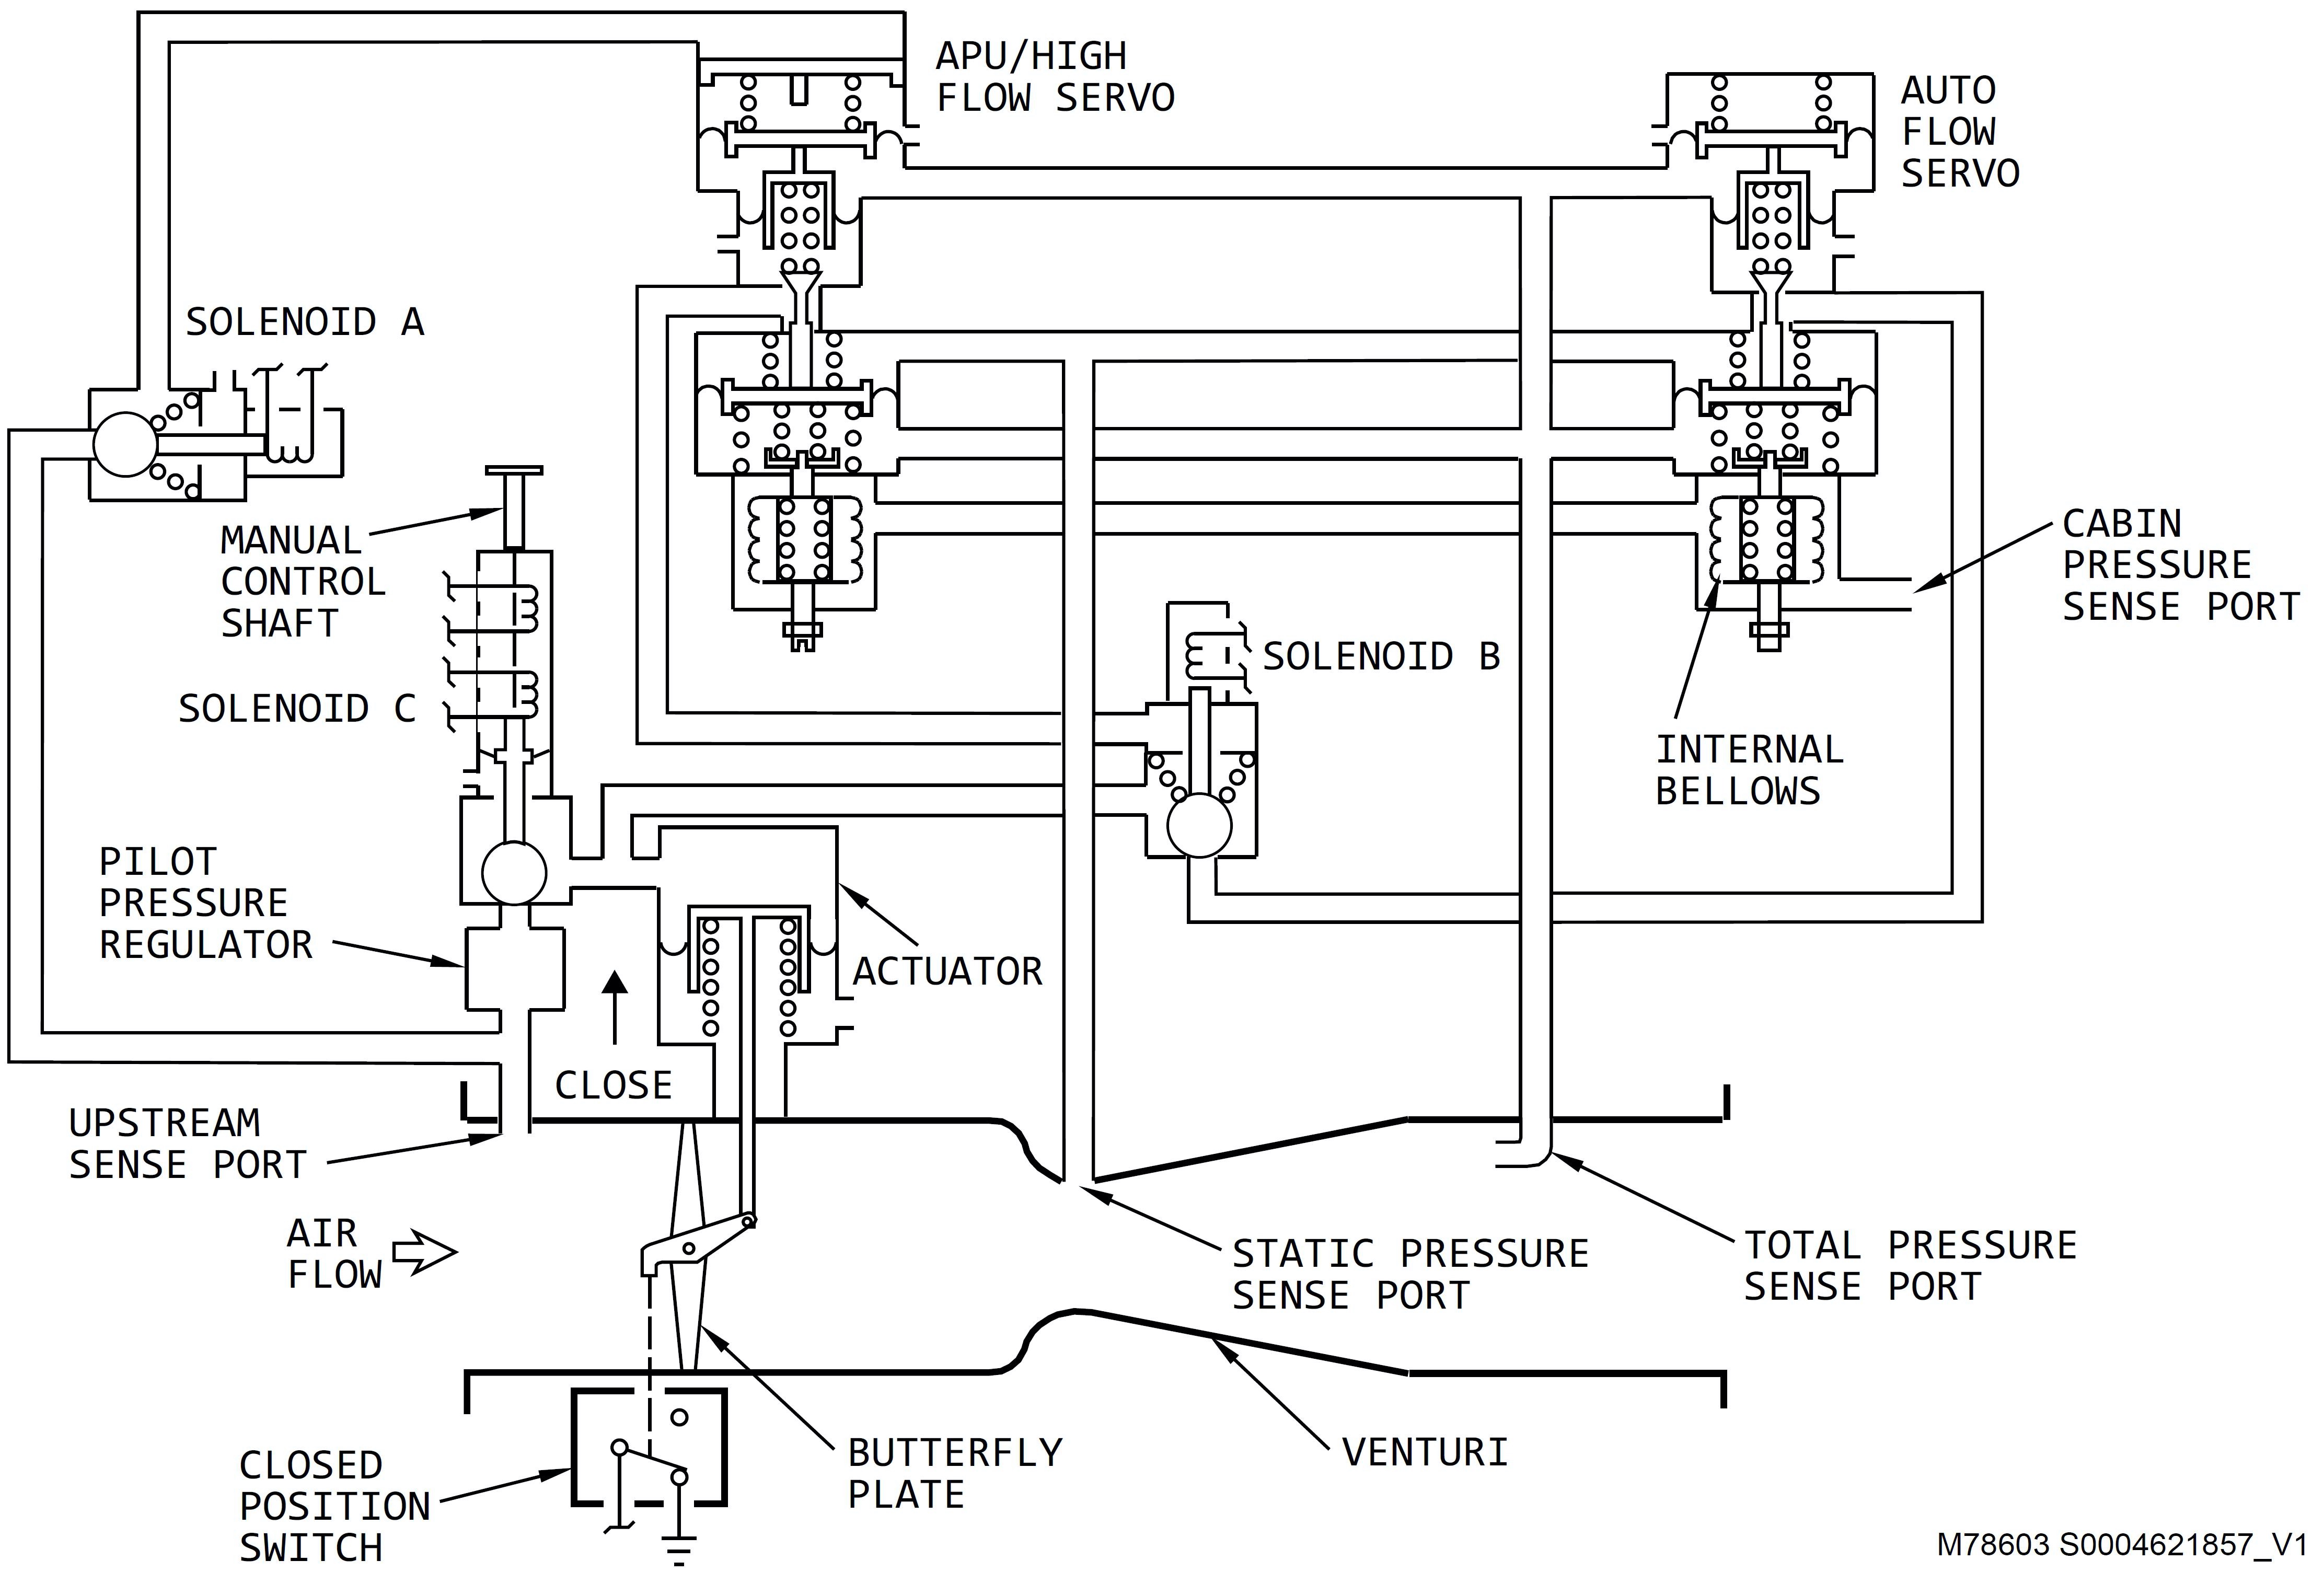 APU/HIGH
FLOW SERVO
AUTO
FLOW
SERVO
SOLENOID A
MANUAL
CONTROL
SHAFT
CABIN
PRESSURE
SENSE PORT
SOLENOID B
SOLENOID C
INTERNAL
BELLOWS
PILOT
PRESSURE
REGULATOR
ACTUATOR
CLOSE
UPSTREAM
SENSE PORT
AIR
FLOW
STATIC PRESSURE
SENSE PORT
TOTAL PRESSURE
SENSE PORT
CLOSED
POSITION
SWITCH
BUTTERFLY
PLATE
VENTURI
M78603 S0004621857_V1